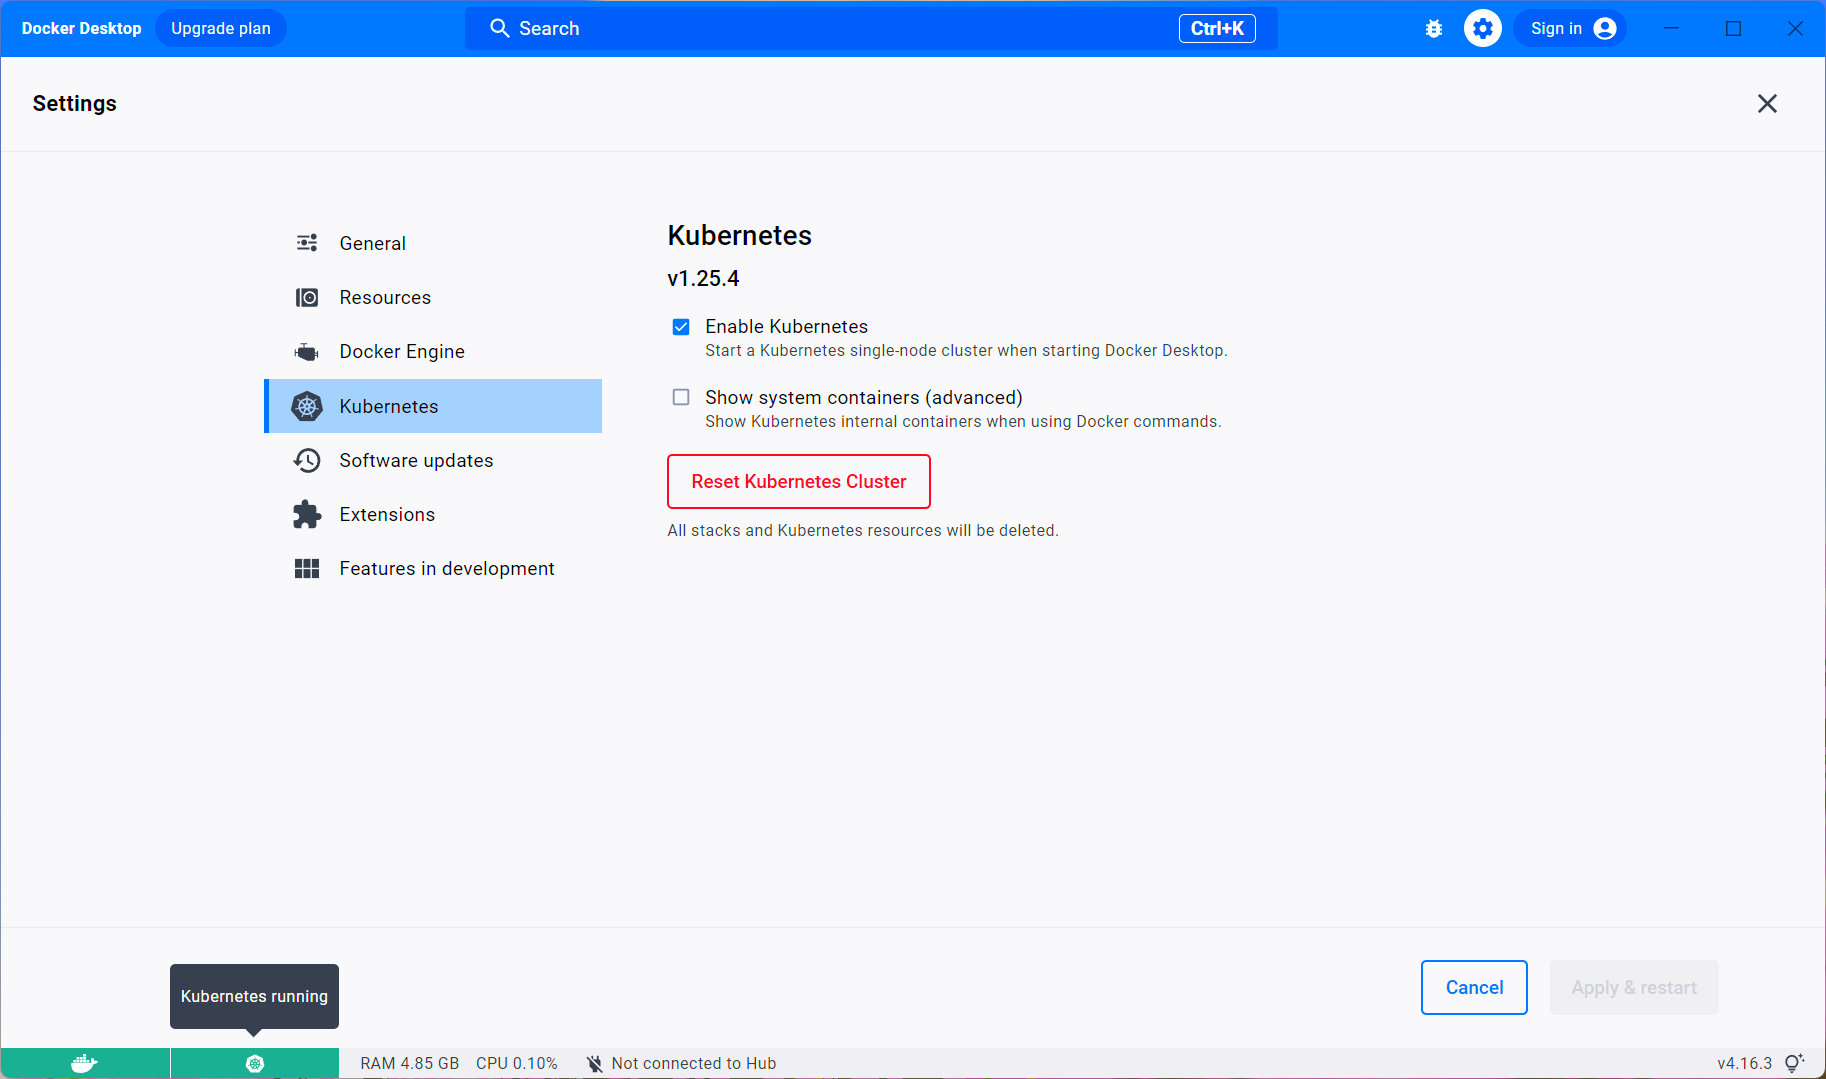 Docker Desktop Upgrade plan Search Ctrl+K Sign in
Settings
General
Resources
Docker Engine
Kubernetes
Software updates
Extensions
Features in development
Kubernetes
v1.25.4
Enable Kubernetes
Start a Kubernetes single-node cluster when starting Docker Desktop.
Show system containers (advanced)
Show Kubernetes internal containers when using Docker commands.
Reset Kubernetes Cluster
All stacks and Kubernetes resources will be deleted.
Cancel Apply & restart
Kubernetes running
RAM 4.85 GB CPU 0.10% Not connected to Hub v4.16.3